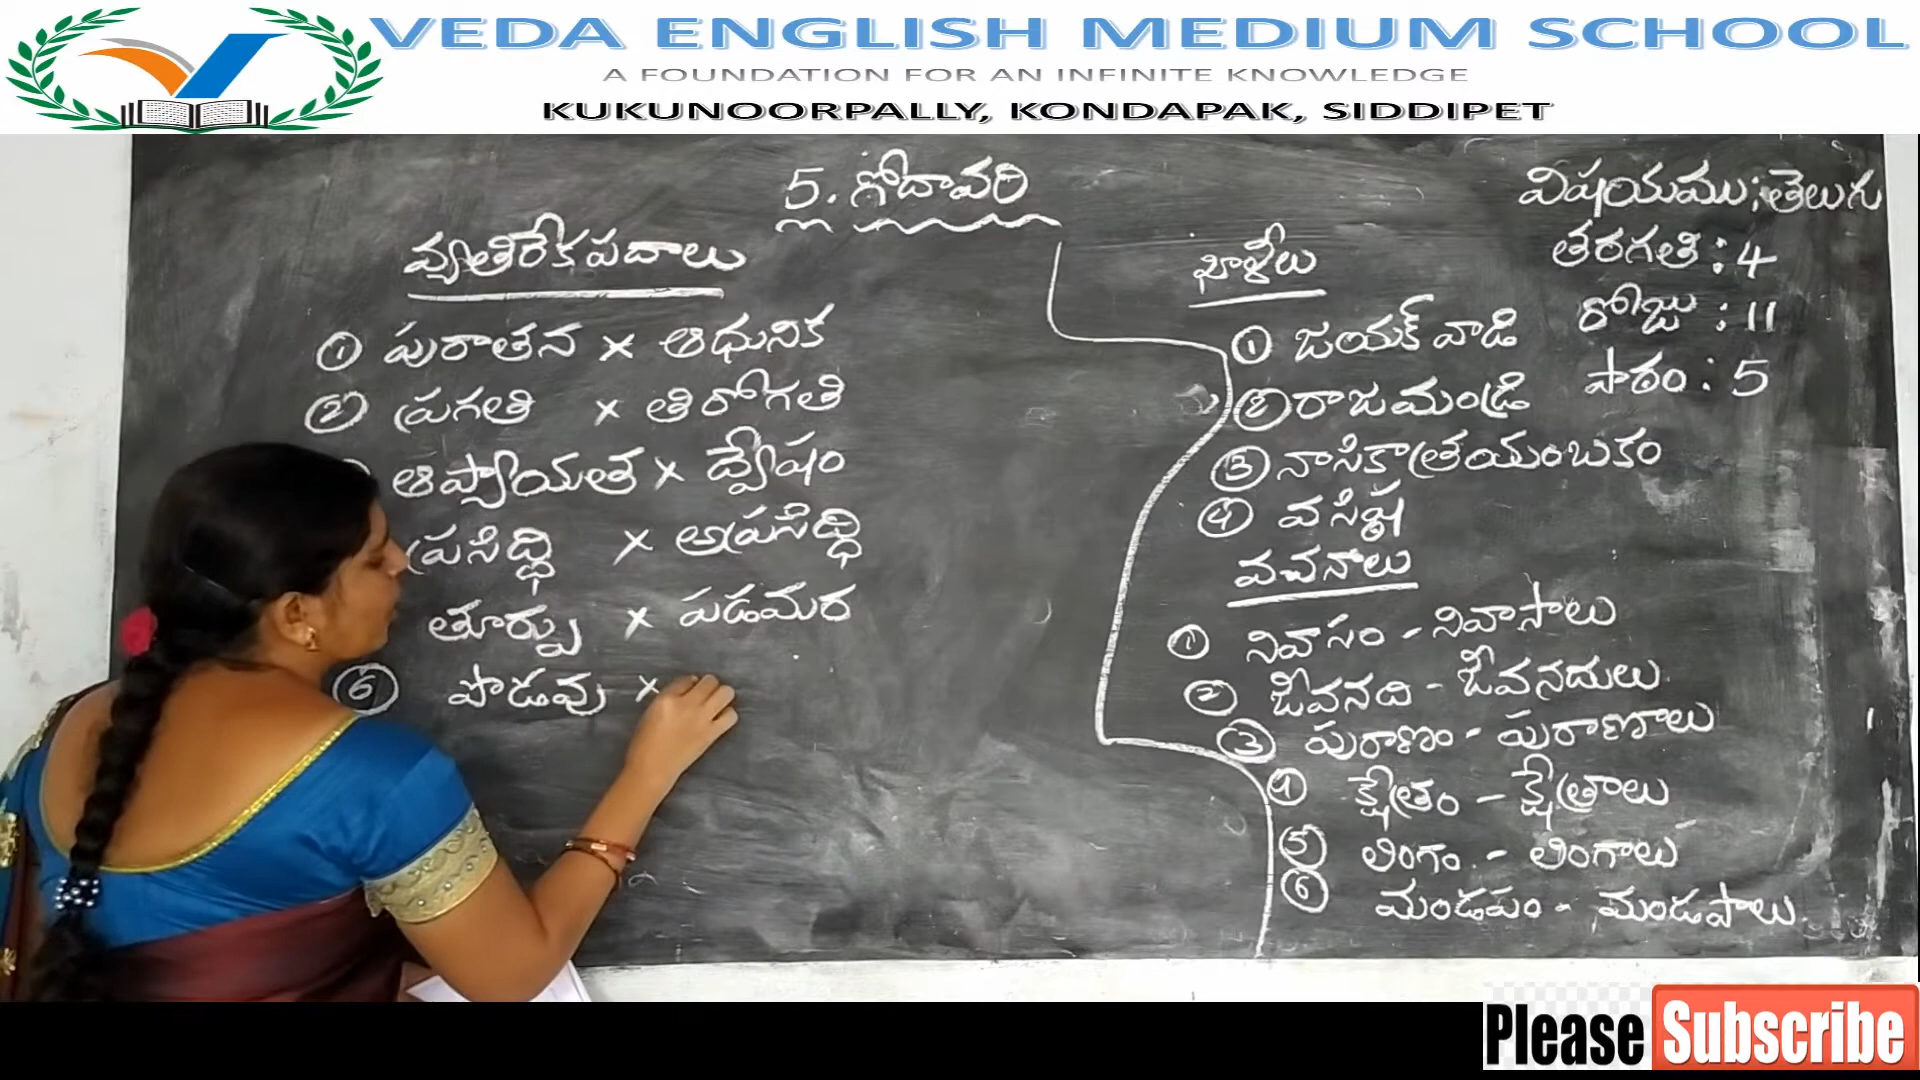 VEDA ENGLISH MEDIUM SCHOOL
A FOUNDATION FOR AN INFINITE KNOWLEDGE
KUKUNOORPALLY, KONDAPAK, SIDDIPET
5. గోదావరి
విషయము : తెలుగు
తరగతి : 4
రోజు : 11
పాఠం : 5
వ్యతిరేకపదాలు
① పురాతన × ఆధునిక
② ప్రగతి × తిరోగతి
ఆప్యాయత × ద్వేషం
ప్రసిద్ధి × అప్రసిద్ధి
తూర్పు × పడమర
⑥ పొడవు ×
ఖాళీలు
① జయక్ వాడి
② రాజమండ్రి
③ నాసికాత్రయంబకం
④ వసిష్ఠ
వచనాలు
① నివాసం - నివాసాలు
② జీవనది - జీవనదులు
③ పురాణం - పురాణాలు
④ క్షేత్రం - క్షేత్రాలు
⑤ లింగం - లింగాలు
⑥ మండపం - మండపాలు
Please Subscribe